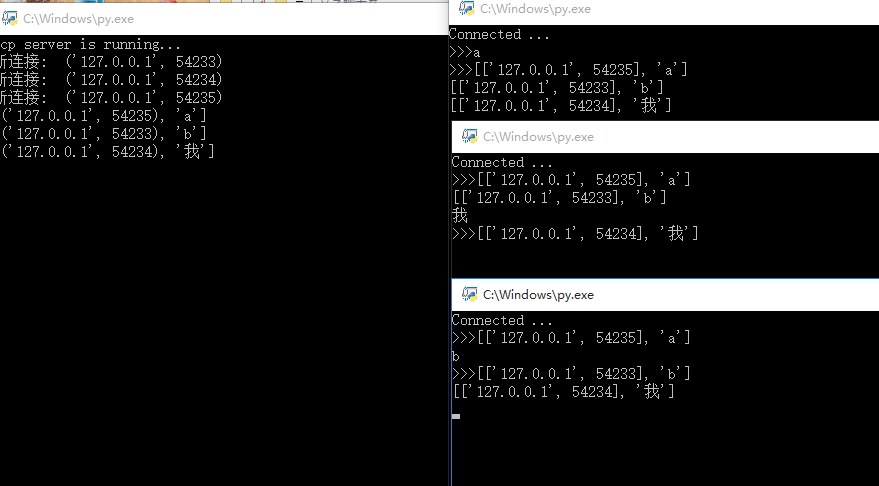 C:\Windows\py.exe
cp server is running...
新连接: ('127.0.0.1', 54233)
新连接: ('127.0.0.1', 54234)
新连接: ('127.0.0.1', 54235)
('127.0.0.1', 54235), 'a']
('127.0.0.1', 54233), 'b']
('127.0.0.1', 54234), '我']
C:\Windows\py.exe
Connected ...
>>>a
>>>[['127.0.0.1', 54235], 'a']
[['127.0.0.1', 54233], 'b']
[['127.0.0.1', 54234], '我']
C:\Windows\py.exe
Connected ...
>>>[['127.0.0.1', 54235], 'a']
[['127.0.0.1', 54233], 'b']
我
>>>[['127.0.0.1', 54234], '我']
C:\Windows\py.exe
Connected ...
>>>[['127.0.0.1', 54235], 'a']
b
>>>[['127.0.0.1', 54233], 'b']
[['127.0.0.1', 54234], '我']